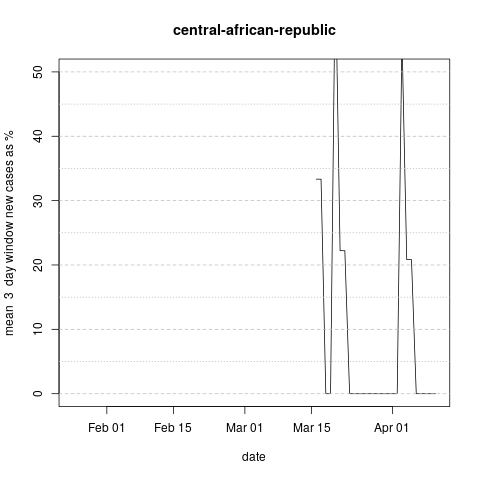 central-african-republic
mean  3  day window new cases as %
50
40
30
20
10
0
Feb 01 Feb 15 Mar 01 Mar 15 Apr 01
date